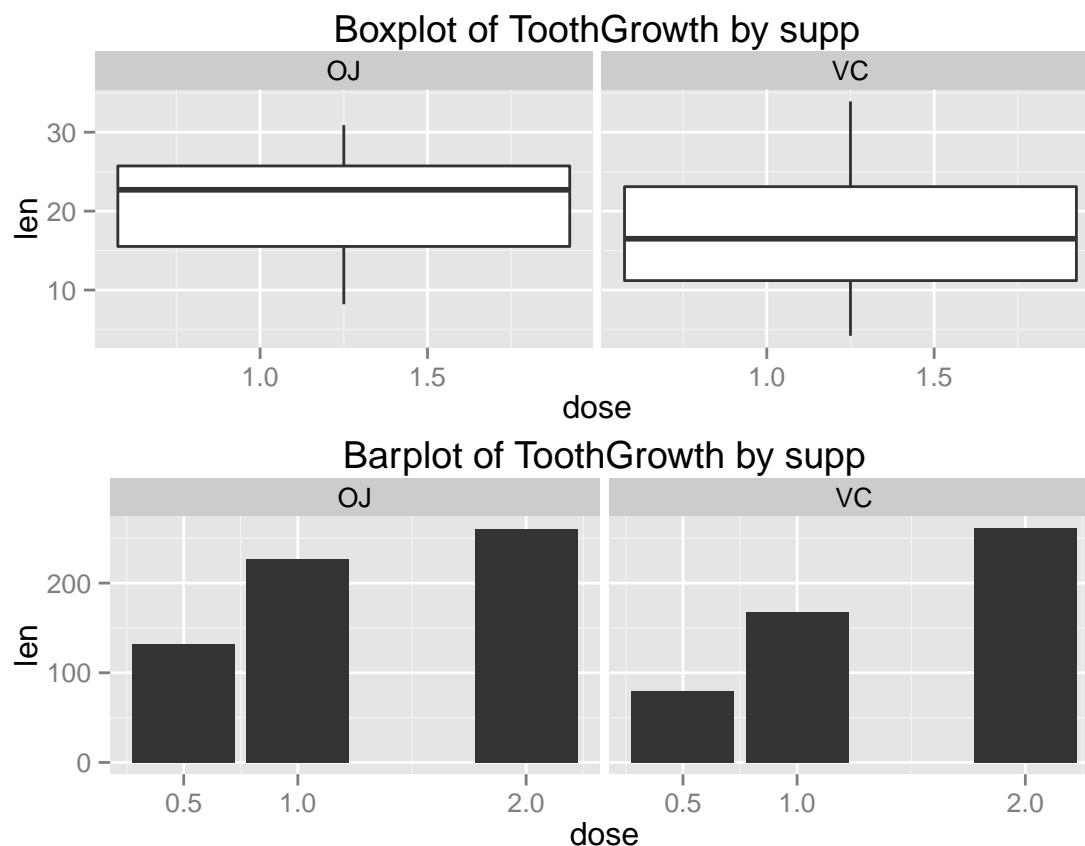 Boxplot of ToothGrowth by supp
OJ VC
30
20
10
len
1.0 1.5 1.0 1.5
dose
Barplot of ToothGrowth by supp
OJ VC
200
100
0
len
0.5 1.0 2.0 0.5 1.0 2.0
dose